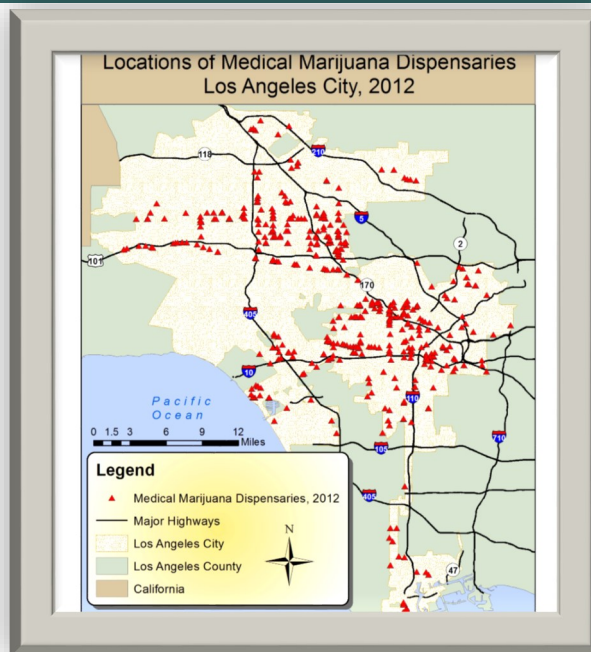 Locations of Medical Marijuana Dispensaries
Los Angeles City, 2012
118
210
5
2
101
170
405
10
Pacific
Ocean
110
710
0 1.5 3 6 9 12
Miles
105
405
Legend
Medical Marijuana Dispensaries, 2012
Major Highways
Los Angeles City
Los Angeles County
California
N
47